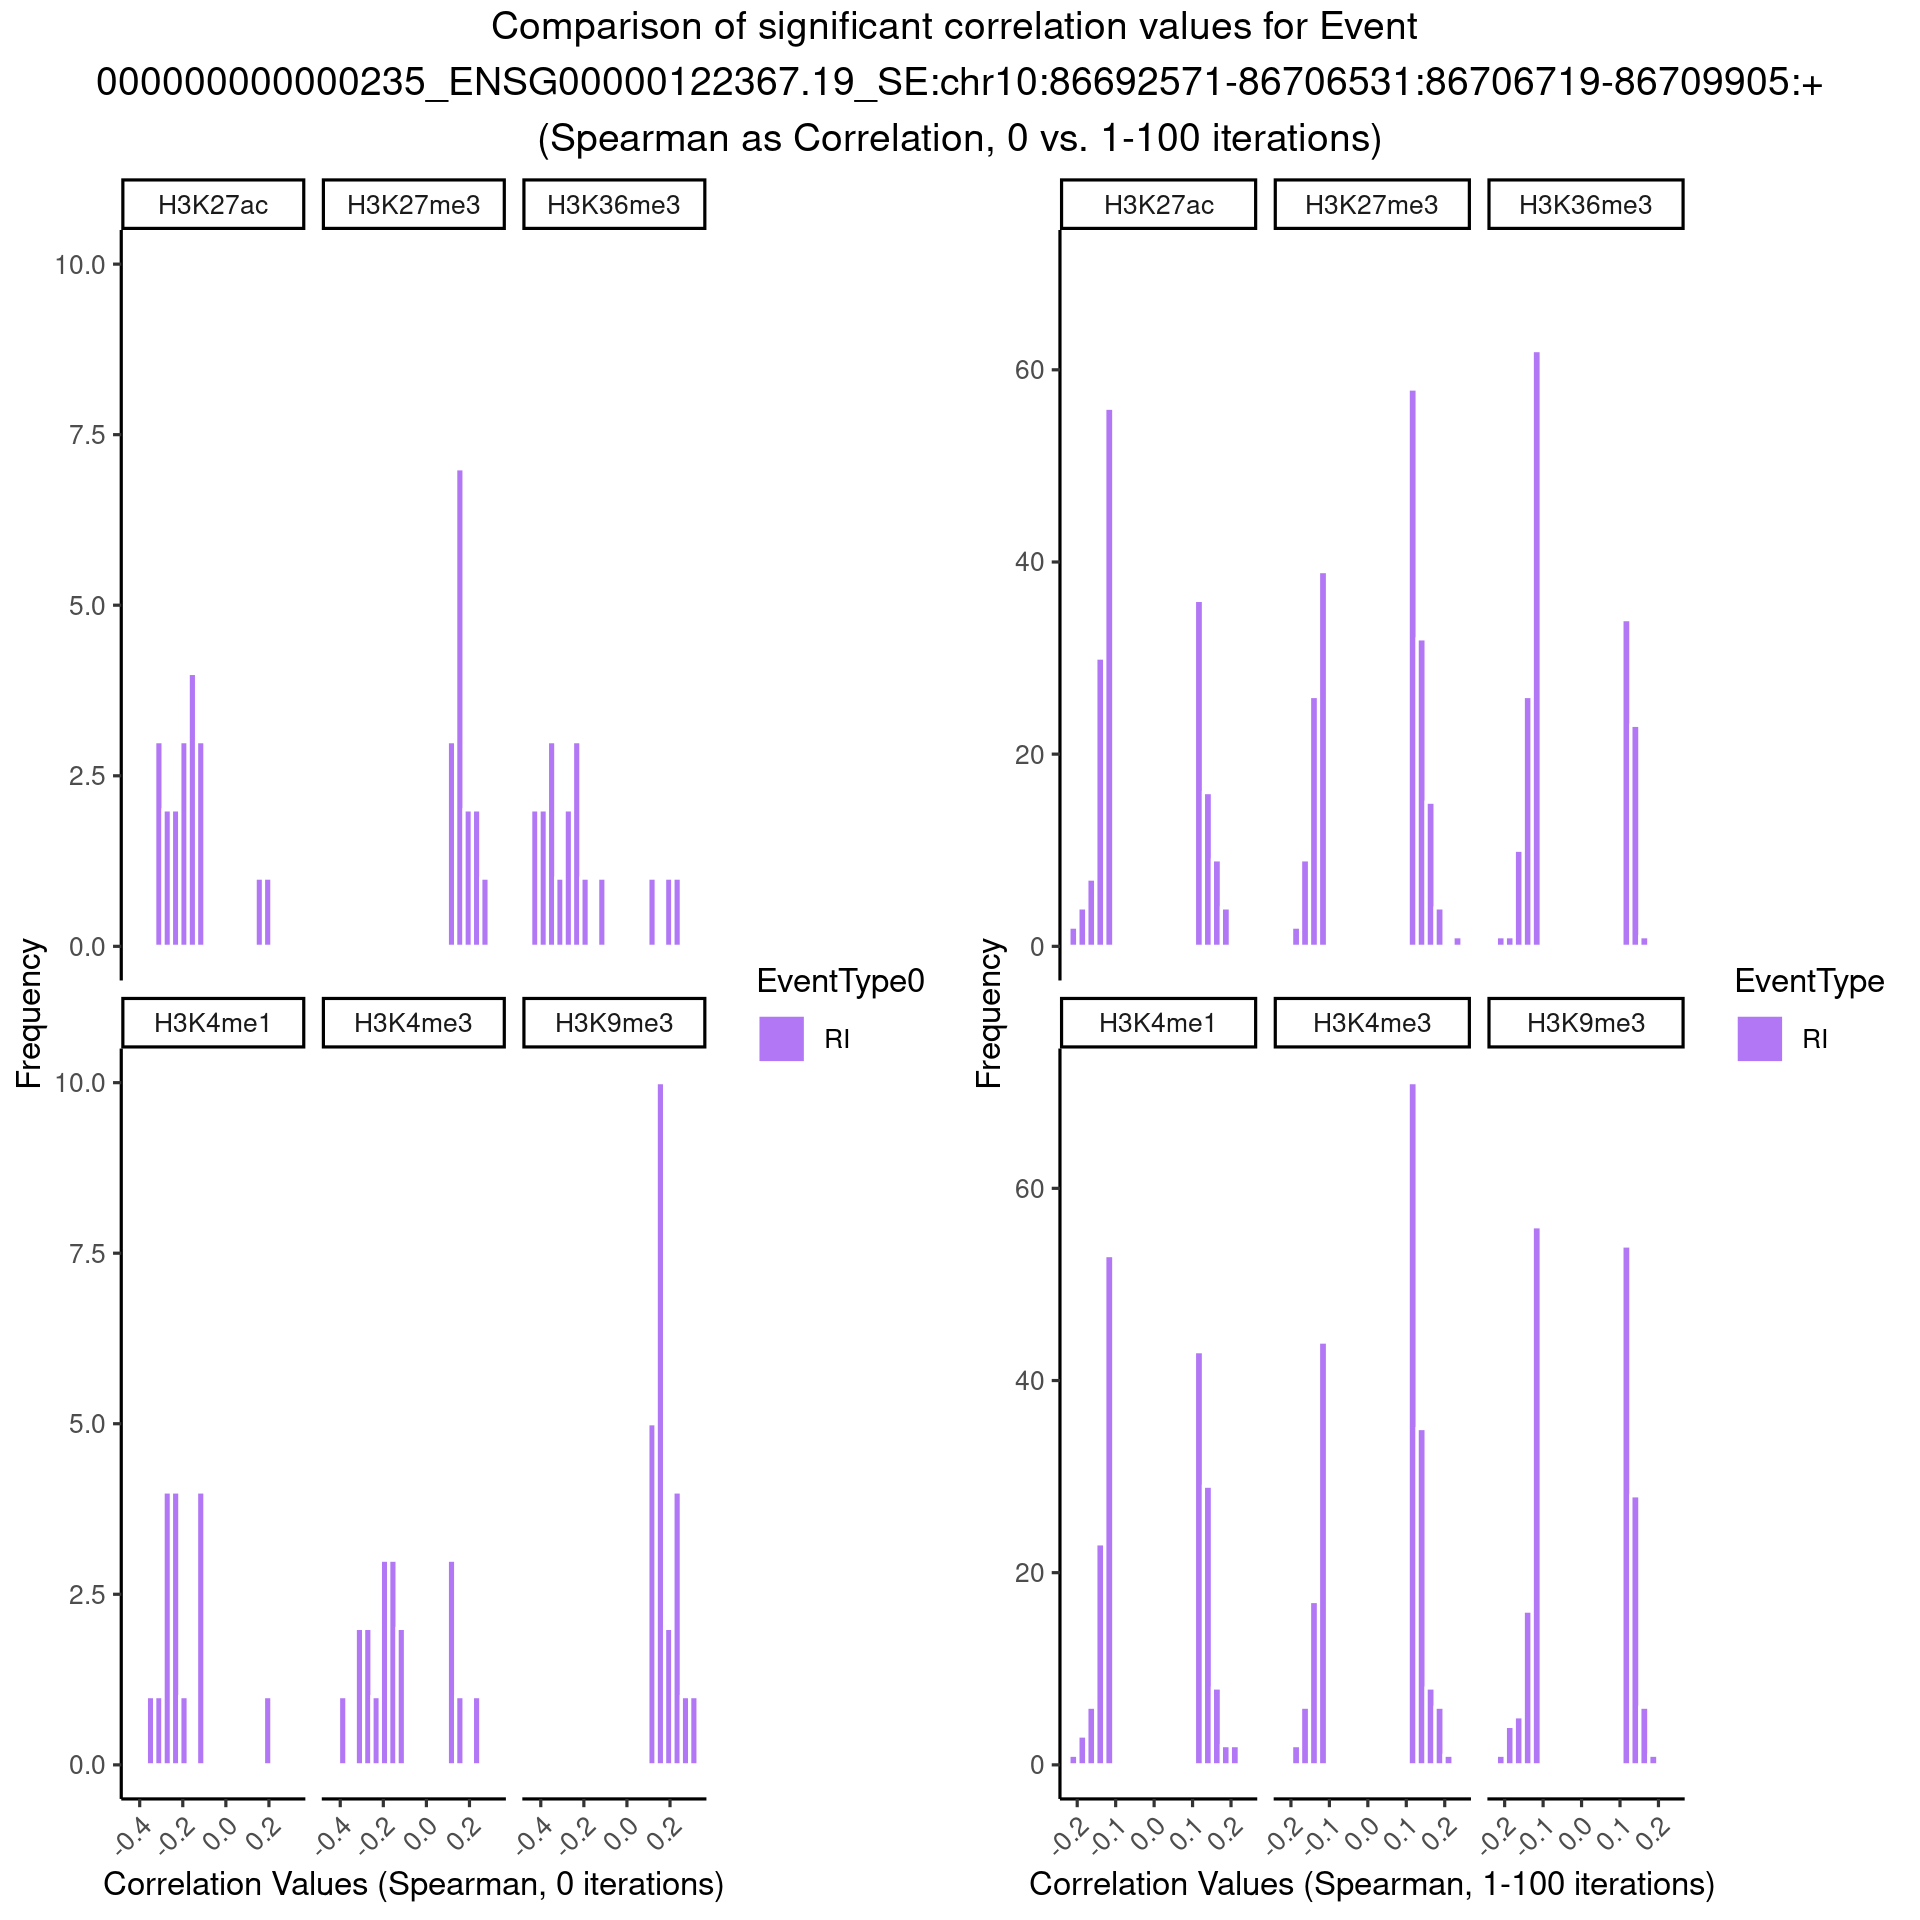 Comparison of significant correlation values for Event
000000000000235_ENSG00000122367.19_SE:chr10:86692571-86706531:86706719-86709905:+
(Spearman as Correlation, 0 vs. 1-100 iterations)
H3K27ac H3K27me3 H3K36me3
10.0
7.5
5.0
2.5
0.0
H3K4me1 H3K4me3 H3K9me3
10.0
7.5
5.0
2.5
0.0
-0.4 -0.2 0.0 0.2 -0.4 -0.2 0.0 0.2 -0.4 -0.2 0.0 0.2
Frequency
Correlation Values (Spearman, 0 iterations)
EventType0
RI
H3K27ac H3K27me3 H3K36me3
60
40
20
0
H3K4me1 H3K4me3 H3K9me3
60
40
20
0
-0.2 -0.1 0.0 0.1 0.2 -0.2 -0.1 0.0 0.1 0.2 -0.2 -0.1 0.0 0.1 0.2
Frequency
Correlation Values (Spearman, 1-100 iterations)
EventType
RI